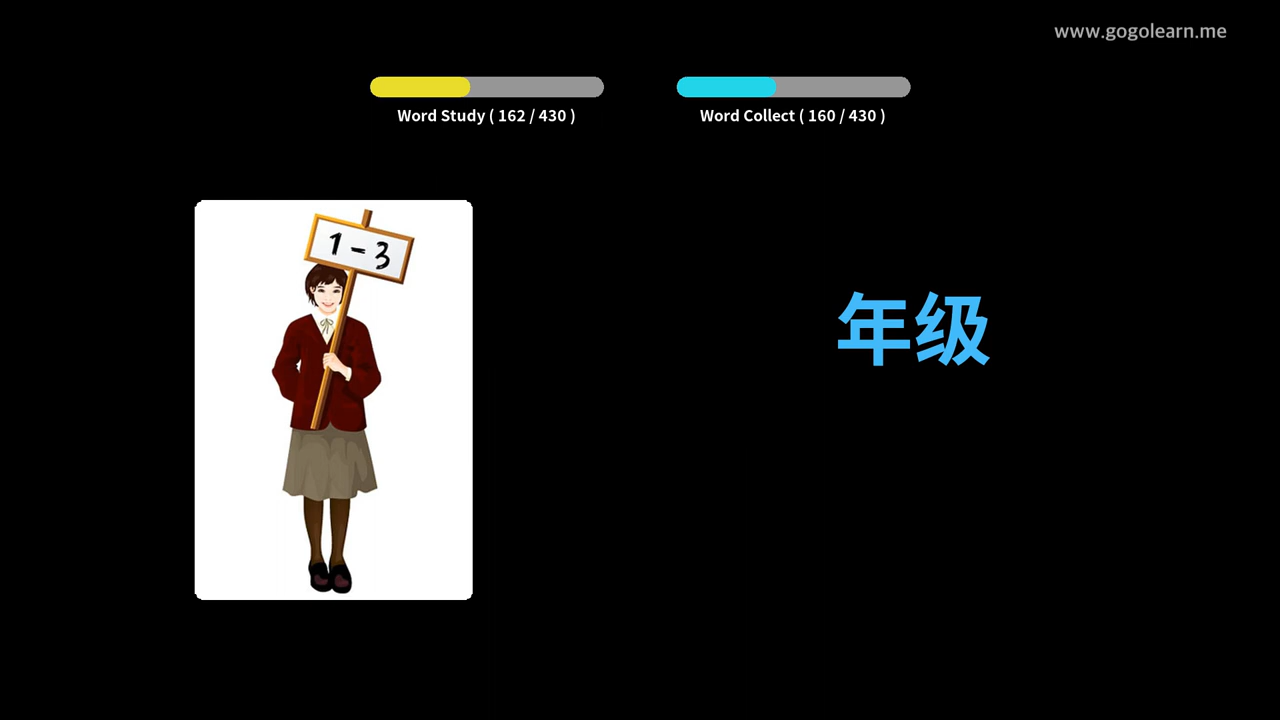 www.gogolearn.me
Word Study ( 162 / 430 )
Word Collect ( 160 / 430 )
1 - 3
年级